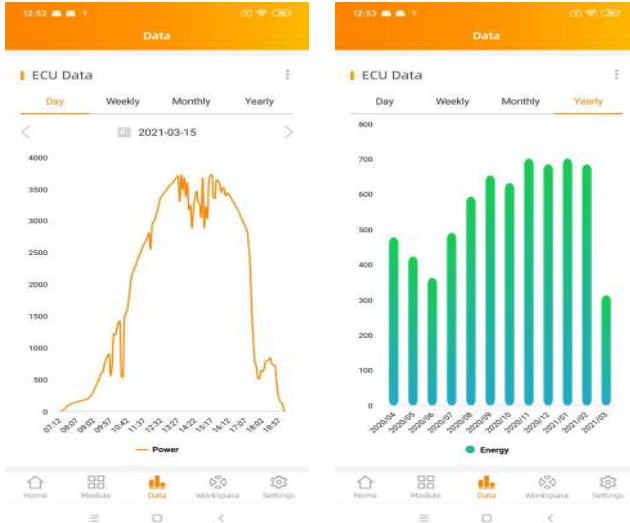 12:52
Data
ECU Data
Day Weekly Monthly Yearly
2021-03-15
4000
3500
3000
2500
2000
1500
1000
500
0
07:12 08:07 09:02 09:57 10:42 11:37 12:32 13:27 14:22 15:17 16:12 17:07 18:02 18:57
Power
Home Module Data Workspace Settings
12:53
Data
ECU Data
Day Weekly Monthly Yearly
800
700
600
500
400
300
200
100
0
2020/04 2020/05 2020/06 2020/07 2020/08 2020/09 2020/10 2020/11 2020/12 2021/01 2021/02 2021/03
Energy
Home Module Data Workspace Settings